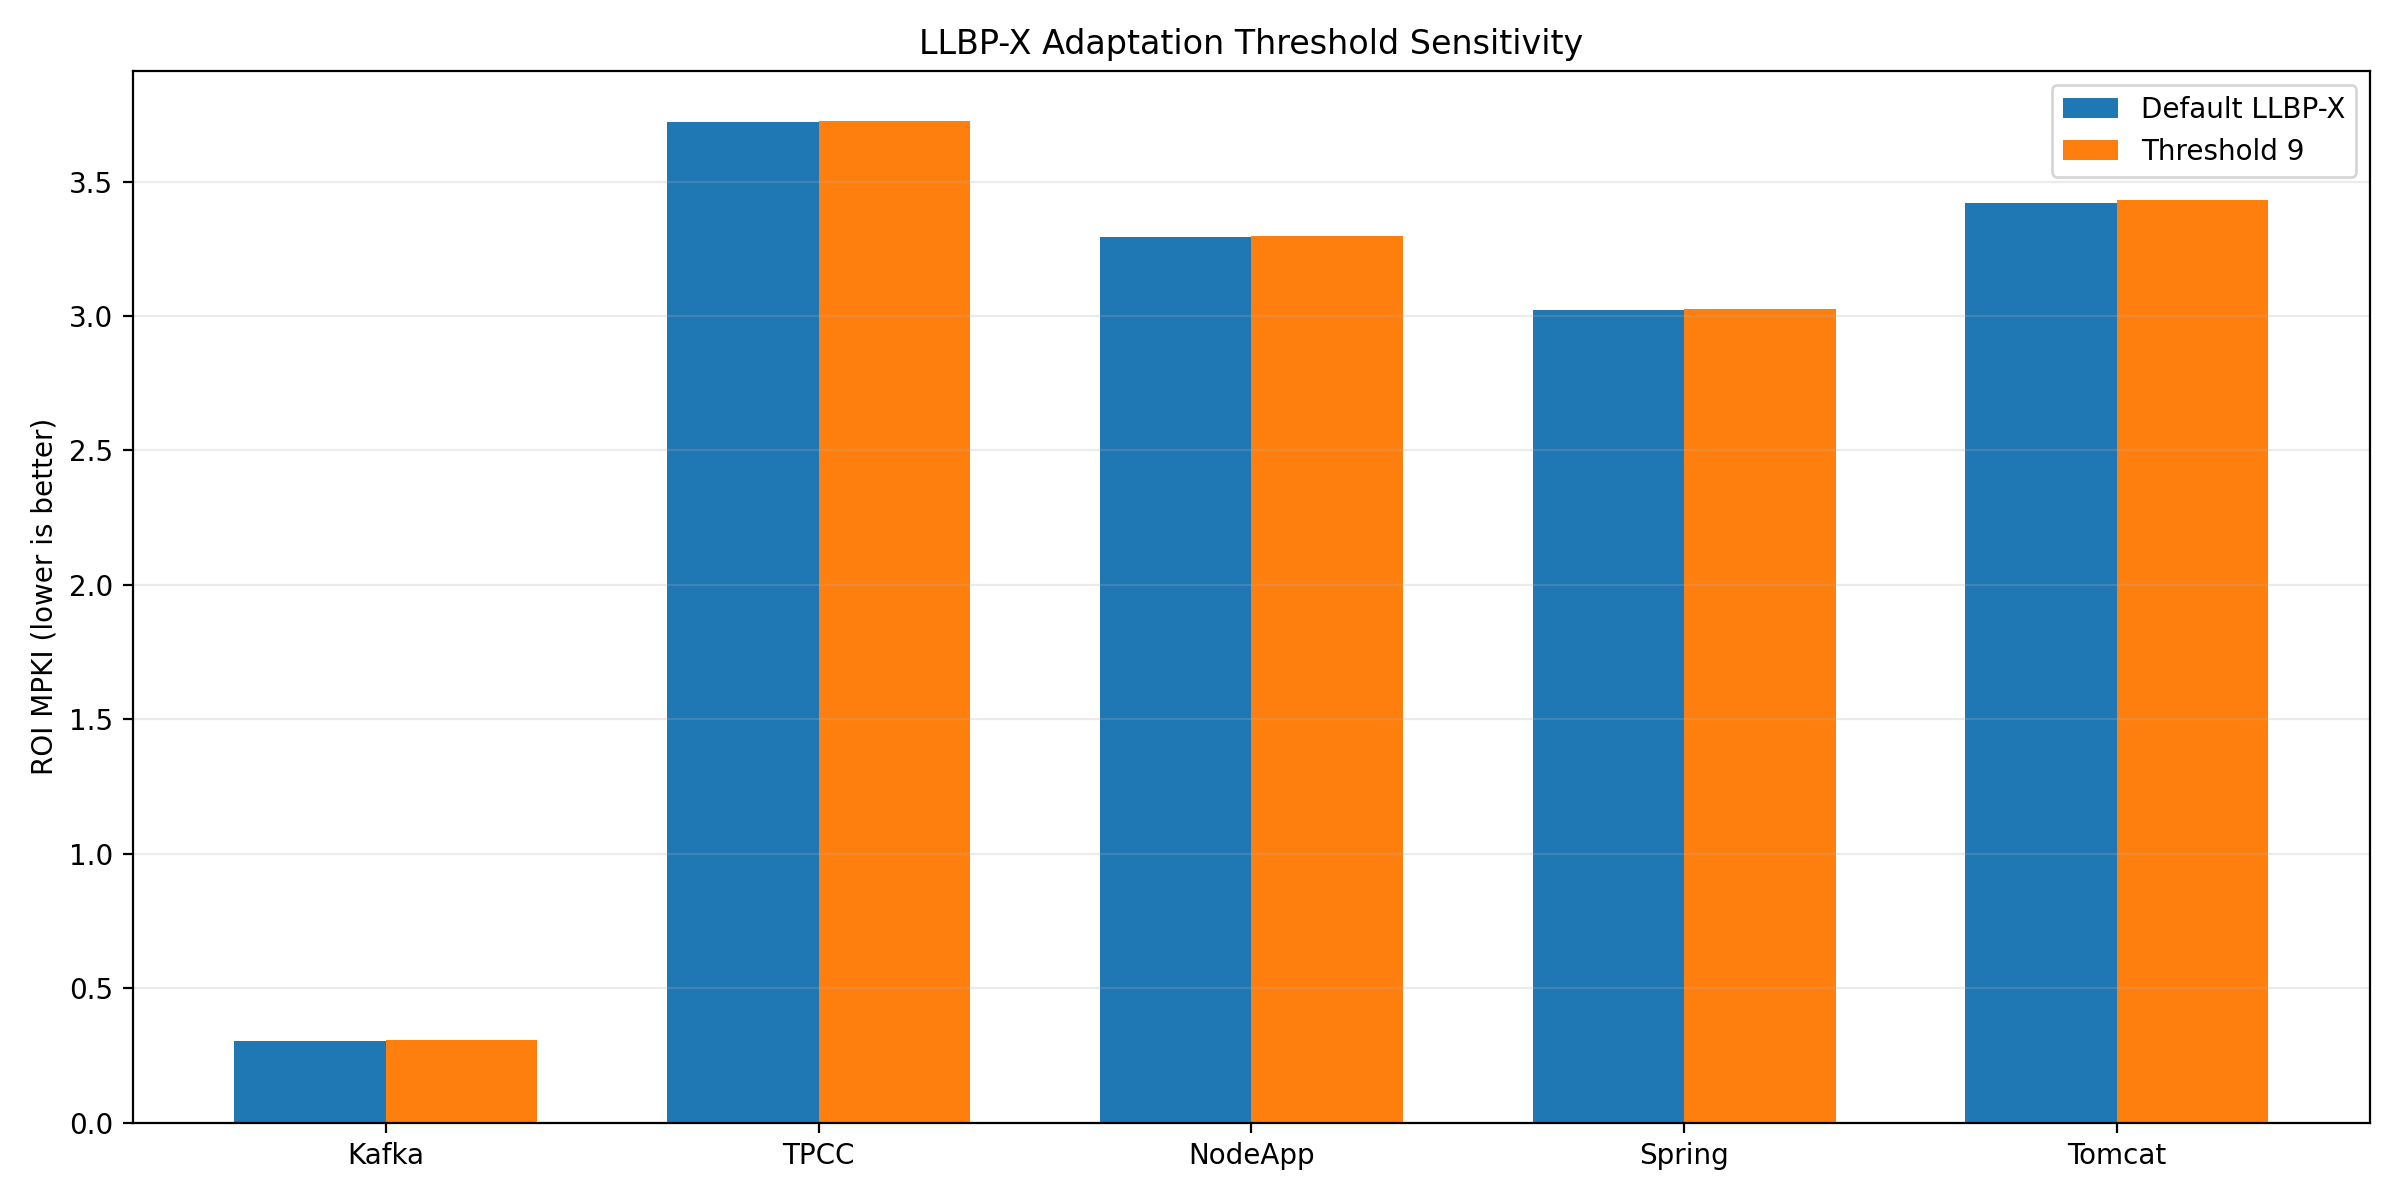 LLBP-X Adaptation Threshold Sensitivity
Default LLBP-X
Threshold 9
ROI MPKI (lower is better)
3.5
3.0
2.5
2.0
1.5
1.0
0.5
0.0
Kafka TPCC NodeApp Spring Tomcat